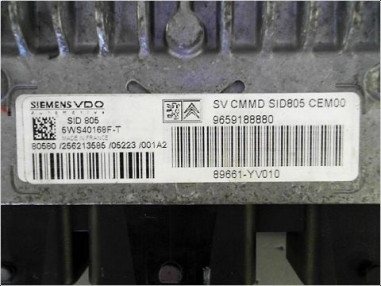 SIEMENS VDO
Automotive
SID 805
5WS40168F-T
MADE IN FRANCE
80580 /256213585 /05223 /001A2
SV CMMD SID805 CEM00
9659188880
89661-YV010